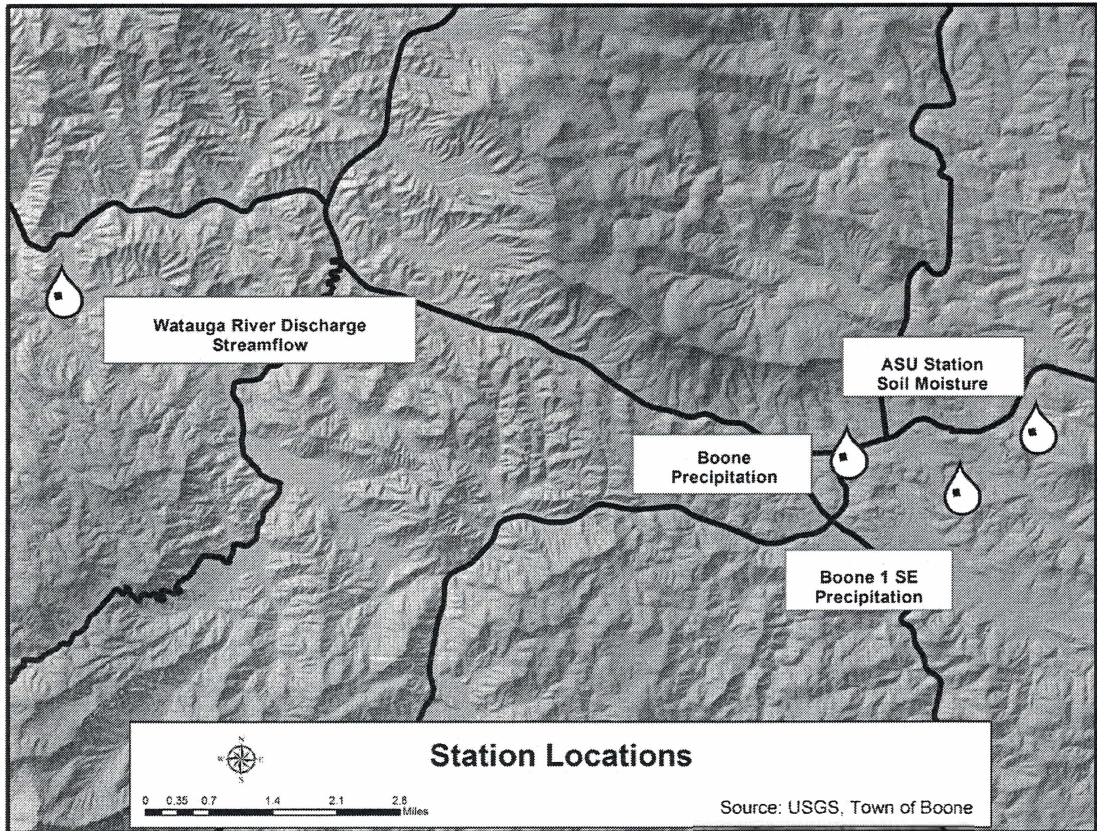 Watauga River Discharge
Streamflow
ASU Station
Soil Moisture
Boone
Precipitation
Boone 1 SE
Precipitation
Station Locations
N
W E
S
0 0.35 0.7 1.4 2.1 2.8
Miles
Source: USGS, Town of Boone